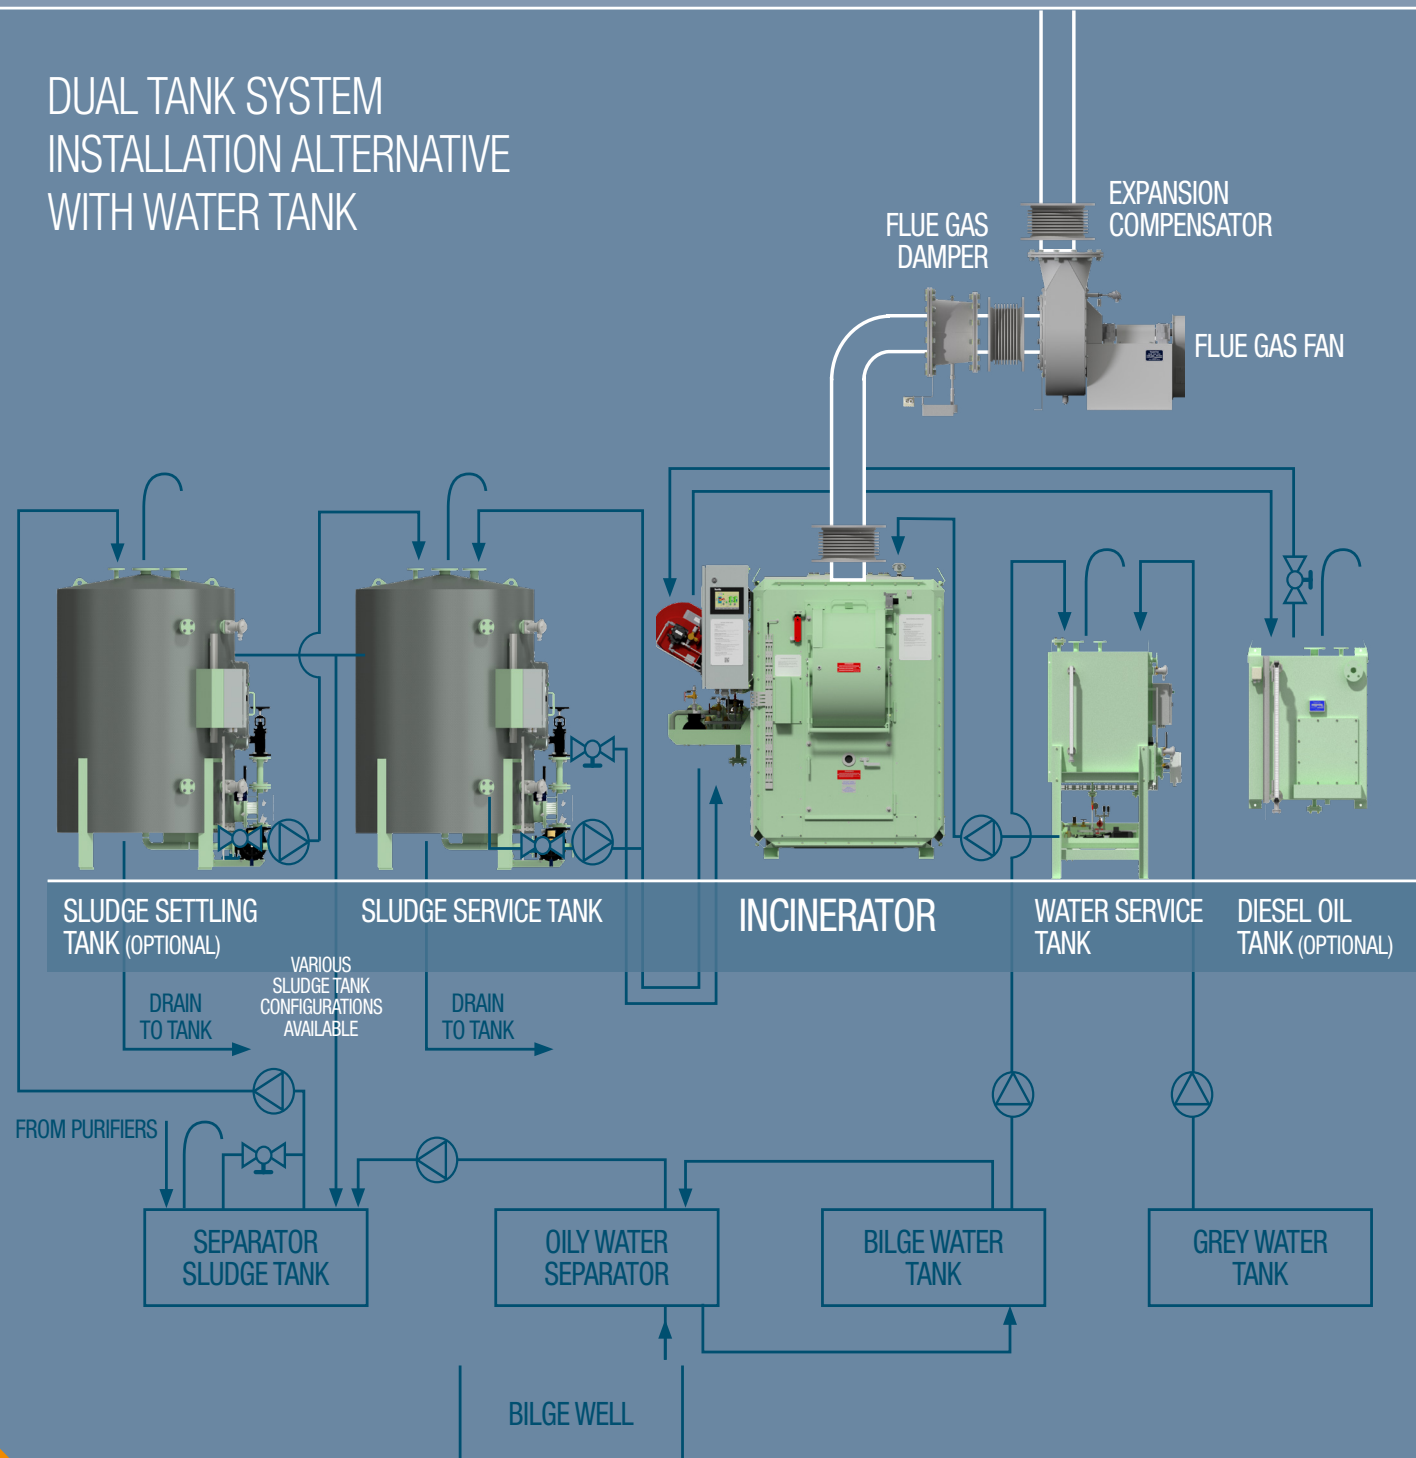 DUAL TANK SYSTEM
INSTALLATION ALTERNATIVE
WITH WATER TANK
EXPANSION
COMPENSATOR
FLUE GAS
DAMPER
FLUE GAS FAN
SLUDGE SETTLING
TANK (OPTIONAL)
SLUDGE SERVICE TANK
INCINERATOR
WATER SERVICE
TANK
DIESEL OIL
TANK (OPTIONAL)
VARIOUS
SLUDGE TANK
CONFIGURATIONS
AVAILABLE
DRAIN
TO TANK
DRAIN
TO TANK
FROM PURIFIERS
SEPARATOR
SLUDGE TANK
OILY WATER
SEPARATOR
BILGE WATER
TANK
GREY WATER
TANK
BILGE WELL